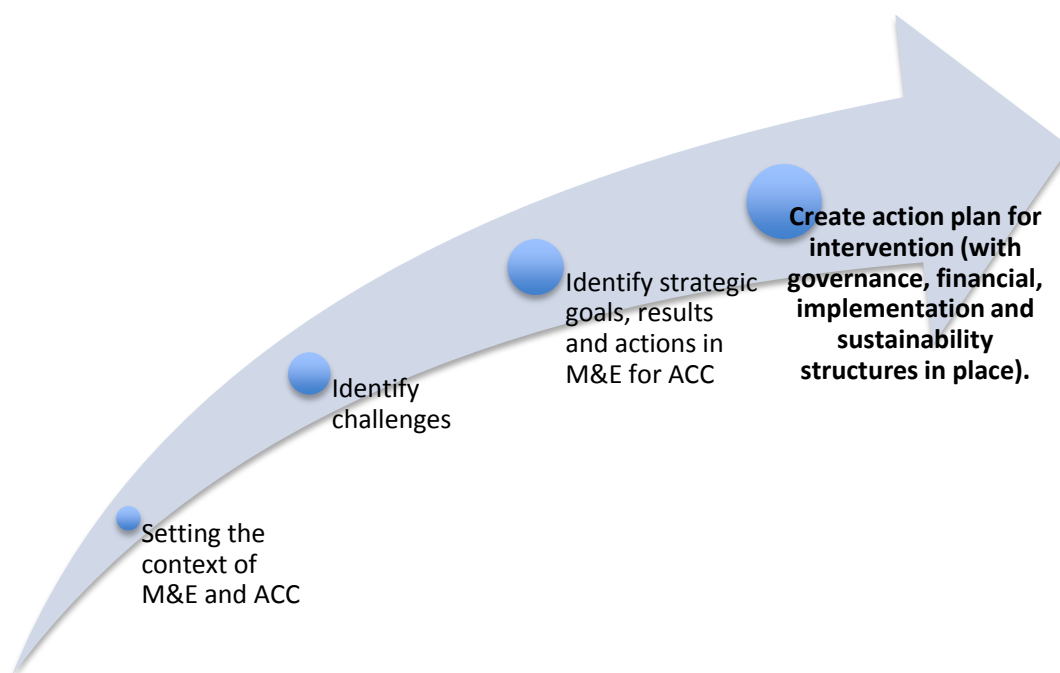 Setting the
context of
M&E and ACC
Identify
challenges
Identify strategic
goals, results
and actions in
M&E for ACC
Create action plan for
intervention (with
governance, financial,
implementation and
sustainability
structures in place).